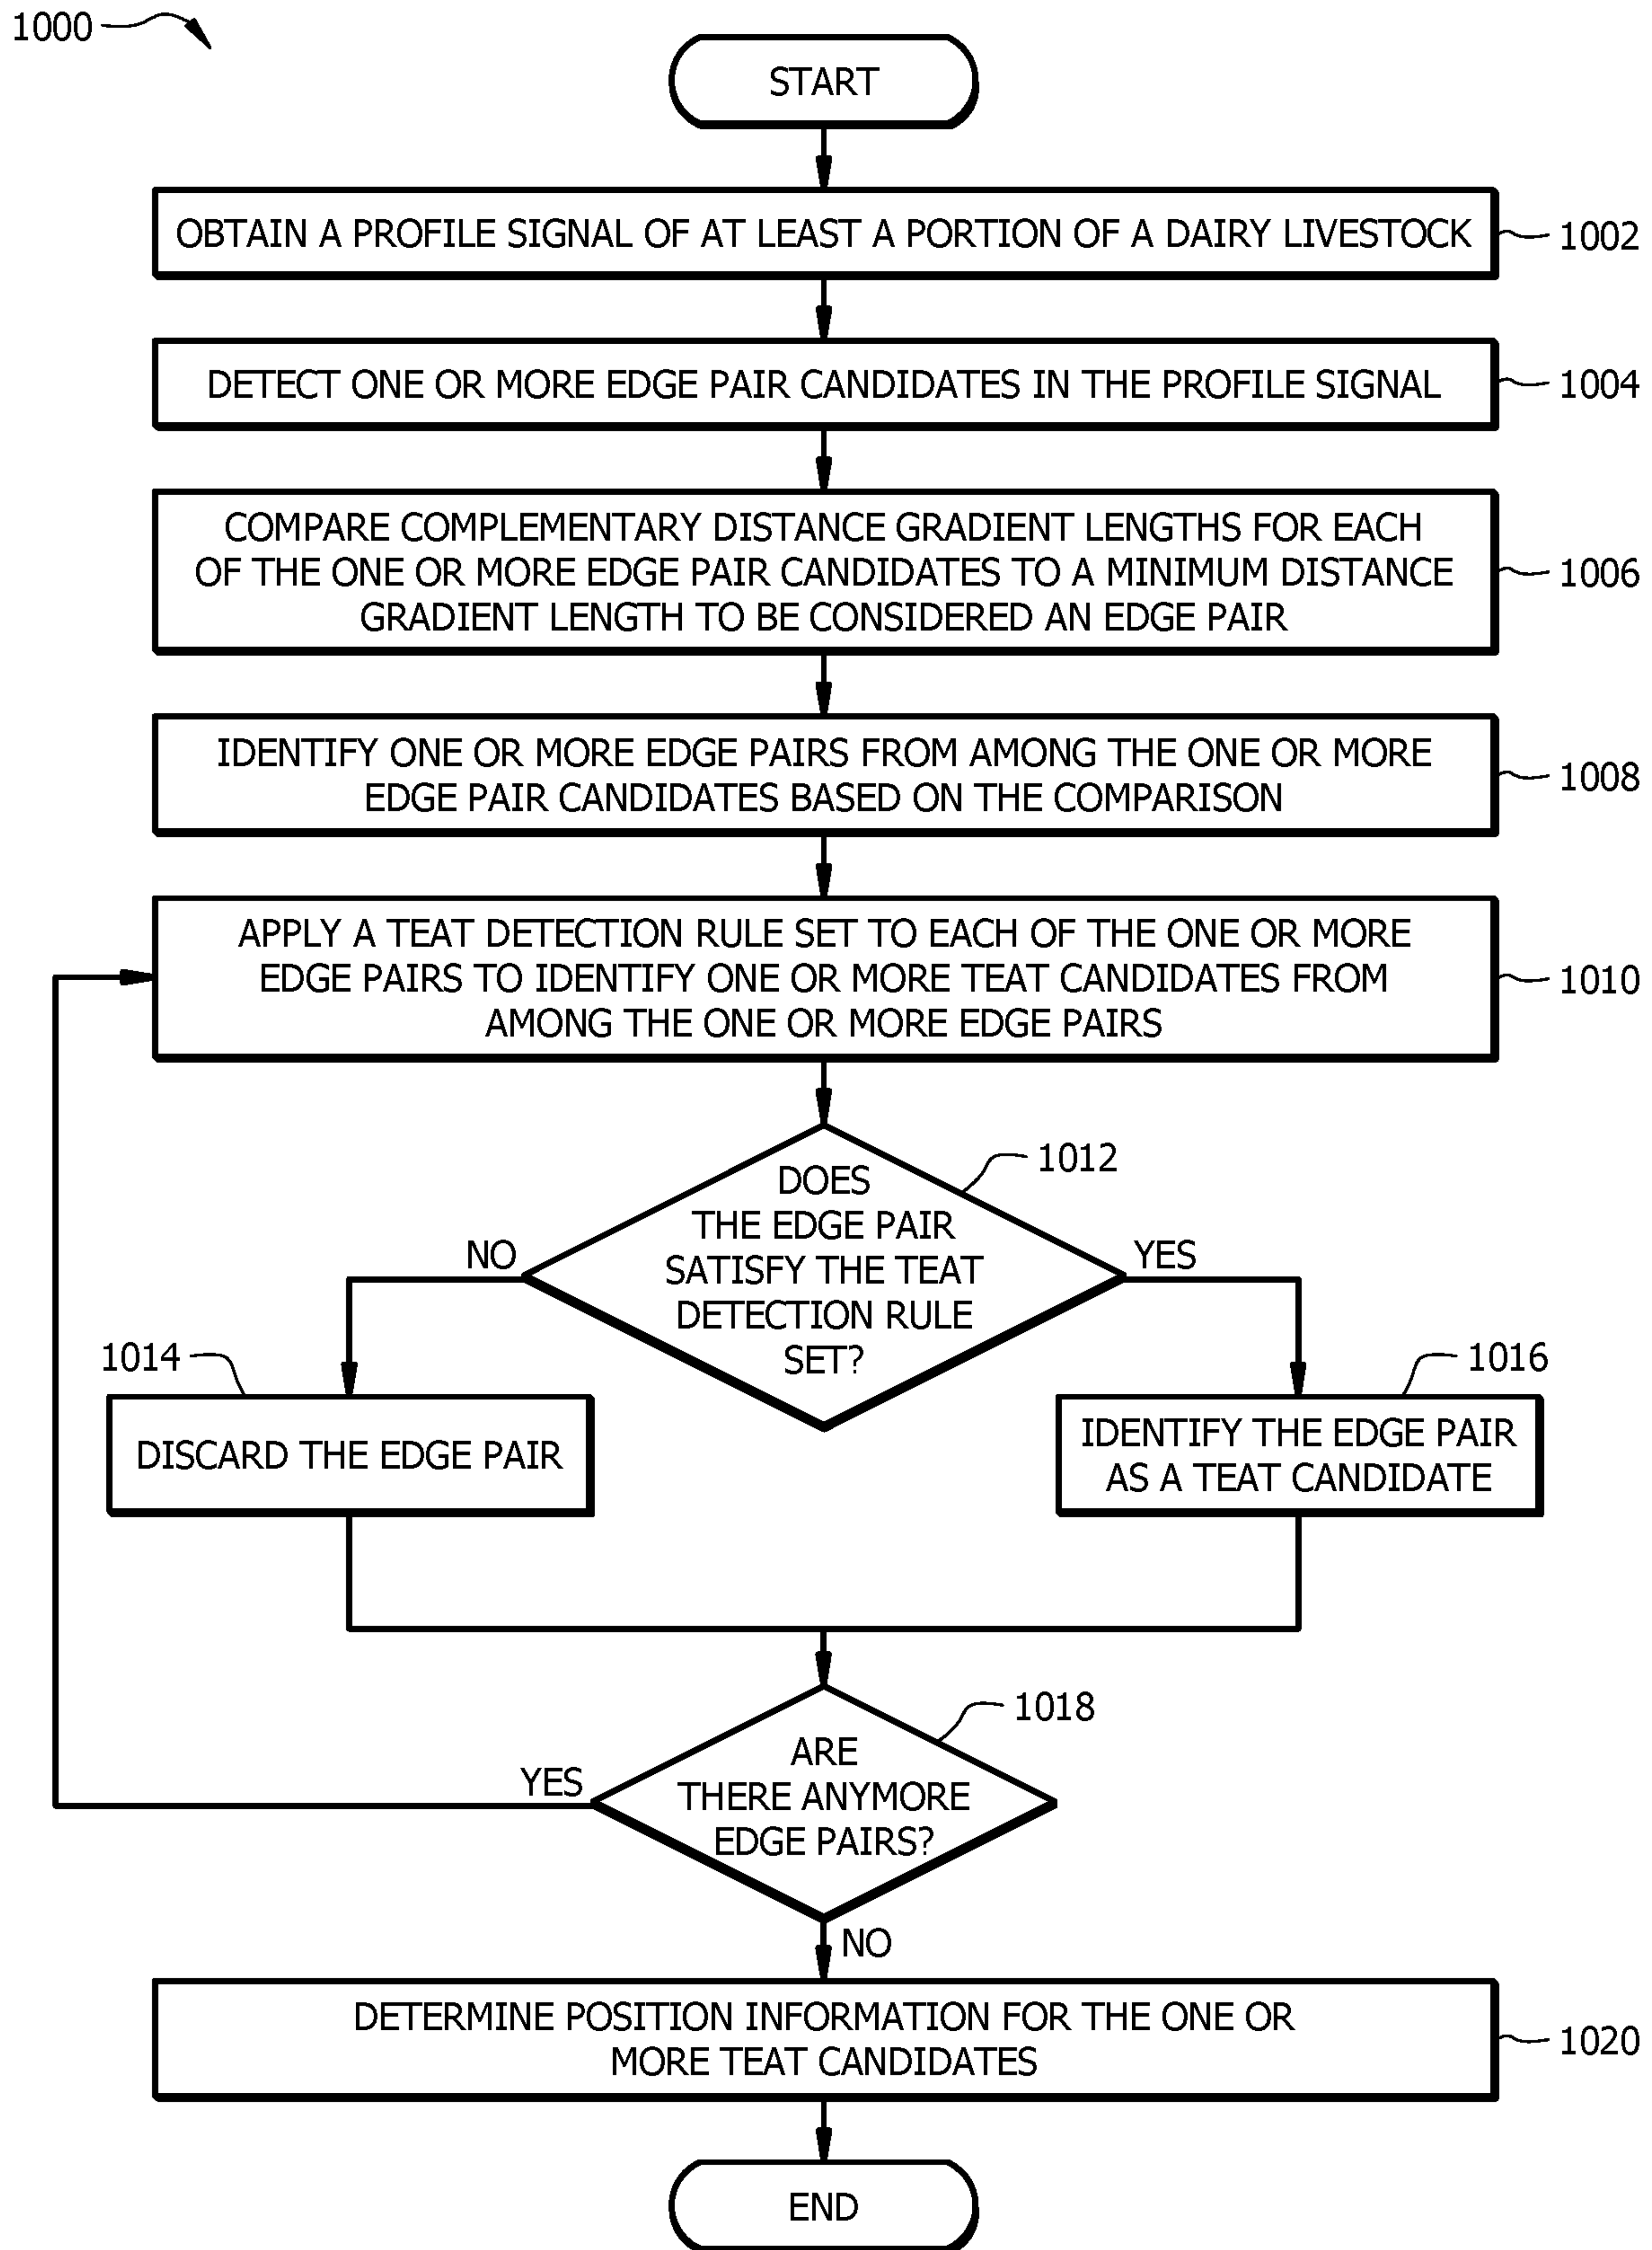 1000
START
OBTAIN A PROFILE SIGNAL OF AT LEAST A PORTION OF A DAIRY LIVESTOCK
1002
DETECT ONE OR MORE EDGE PAIR CANDIDATES IN THE PROFILE SIGNAL
1004
COMPARE COMPLEMENTARY DISTANCE GRADIENT LENGTHS FOR EACH
OF THE ONE OR MORE EDGE PAIR CANDIDATES TO A MINIMUM DISTANCE
GRADIENT LENGTH TO BE CONSIDERED AN EDGE PAIR
1006
IDENTIFY ONE OR MORE EDGE PAIRS FROM AMONG THE ONE OR MORE
EDGE PAIR CANDIDATES BASED ON THE COMPARISON
1008
APPLY A TEAT DETECTION RULE SET TO EACH OF THE ONE OR MORE
EDGE PAIRS TO IDENTIFY ONE OR MORE TEAT CANDIDATES FROM
AMONG THE ONE OR MORE EDGE PAIRS
1010
DOES
THE EDGE PAIR
SATISFY THE TEAT
DETECTION RULE
SET?
1012
NO
YES
1014
DISCARD THE EDGE PAIR
1016
IDENTIFY THE EDGE PAIR
AS A TEAT CANDIDATE
ARE
THERE ANYMORE
EDGE PAIRS?
1018
YES
NO
DETERMINE POSITION INFORMATION FOR THE ONE OR
MORE TEAT CANDIDATES
1020
END